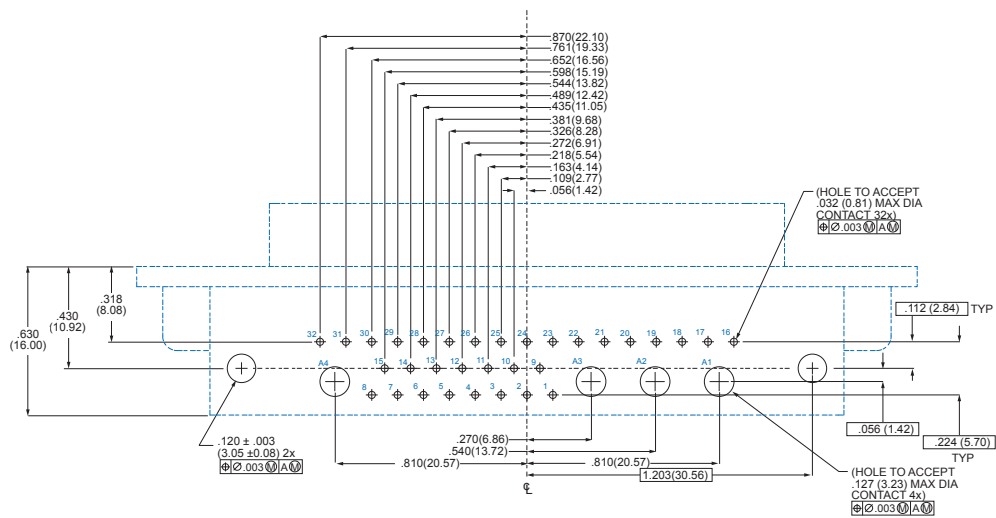 .870(22.10)
.761(19.33)
.652(16.56)
.598(15.19)
.544(13.82)
.489(12.42)
.435(11.05)
.381(9.68)
.326(8.28)
.272(6.91)
.218(5.54)
.163(4.14)
.109(2.77)
.056(1.42)
(HOLE TO ACCEPT
.032 (0.81) MAX DIA
CONTACT 32x)
⌖ Ø.003Ⓜ AⓂ
.318
(8.08)
.430
(10.92)
.630
(16.00)
.112 (2.84) TYP
32 31 30 29 28 27 26 25 24 23 22 21 20 19 18 17 16
A4 15 14 13 12 11 10 9 A3 A2 A1
8 7 6 5 4 3 2 1
.056 (1.42)
.224 (5.70)
TYP
.120 ± .003
(3.05 ±0.08) 2x
⌖ Ø.003Ⓜ AⓂ
.270(6.86)
.540(13.72)
.810(20.57) .810(20.57)
1.203(30.56)
℄
(HOLE TO ACCEPT
.127 (3.23) MAX DIA
CONTACT 4x)
⌖ Ø.003Ⓜ AⓂ